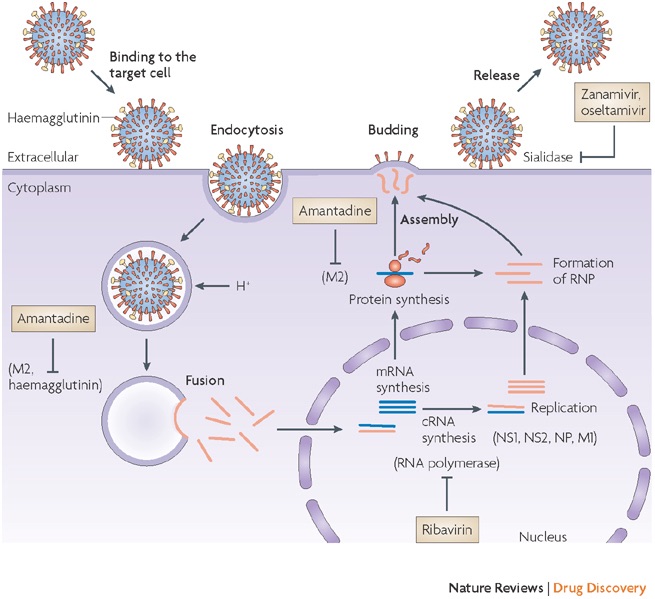 Binding to the
target cell
Haemagglutinin
Extracellular
Cytoplasm
Endocytosis
Budding
Release
Zanamivir,
oseltamivir
Sialidase
Amantadine
(M2)
Assembly
Protein synthesis
Formation
of RNP
H+
Amantadine
(M2,
haemagglutinin)
Fusion
mRNA
synthesis
cRNA
synthesis
(RNA polymerase)
Replication
(NS1, NS2, NP, M1)
Ribavirin
Nucleus
Nature Reviews | Drug Discovery